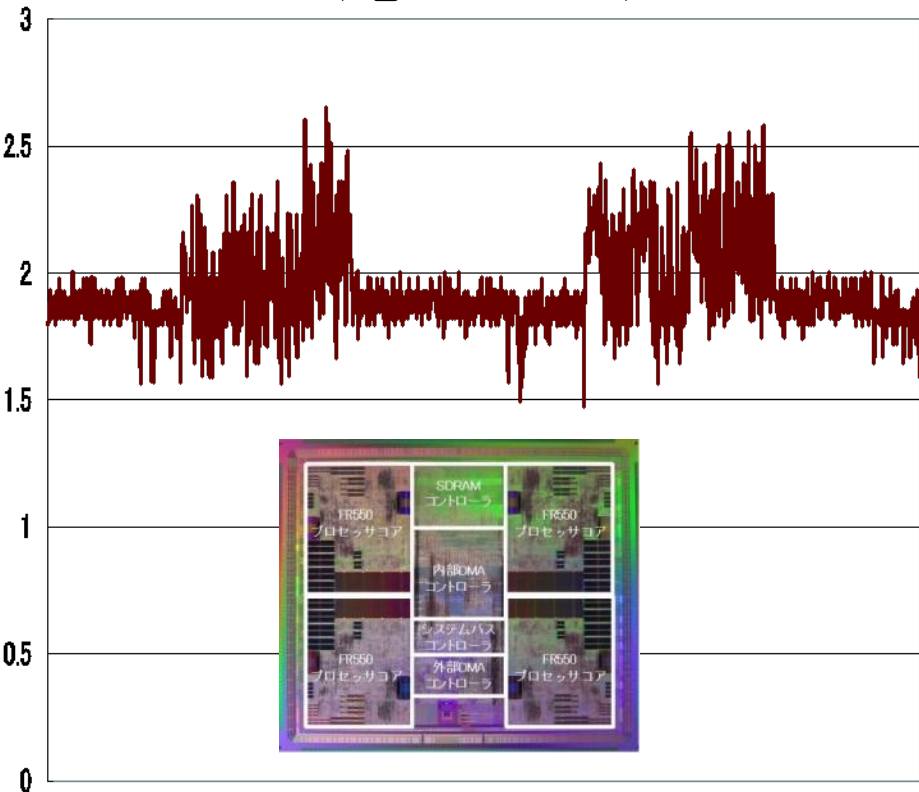 3
2.5
2
1.5
1
0.5
0
SDRAM
コントローラ
FR550
プロセッサコア
FR550
プロセッサコア
内部DMA
コントローラ
システムバス
コントローラ
FR550
プロセッサコア
外部DMA
コントローラ
FR550
プロセッサコア